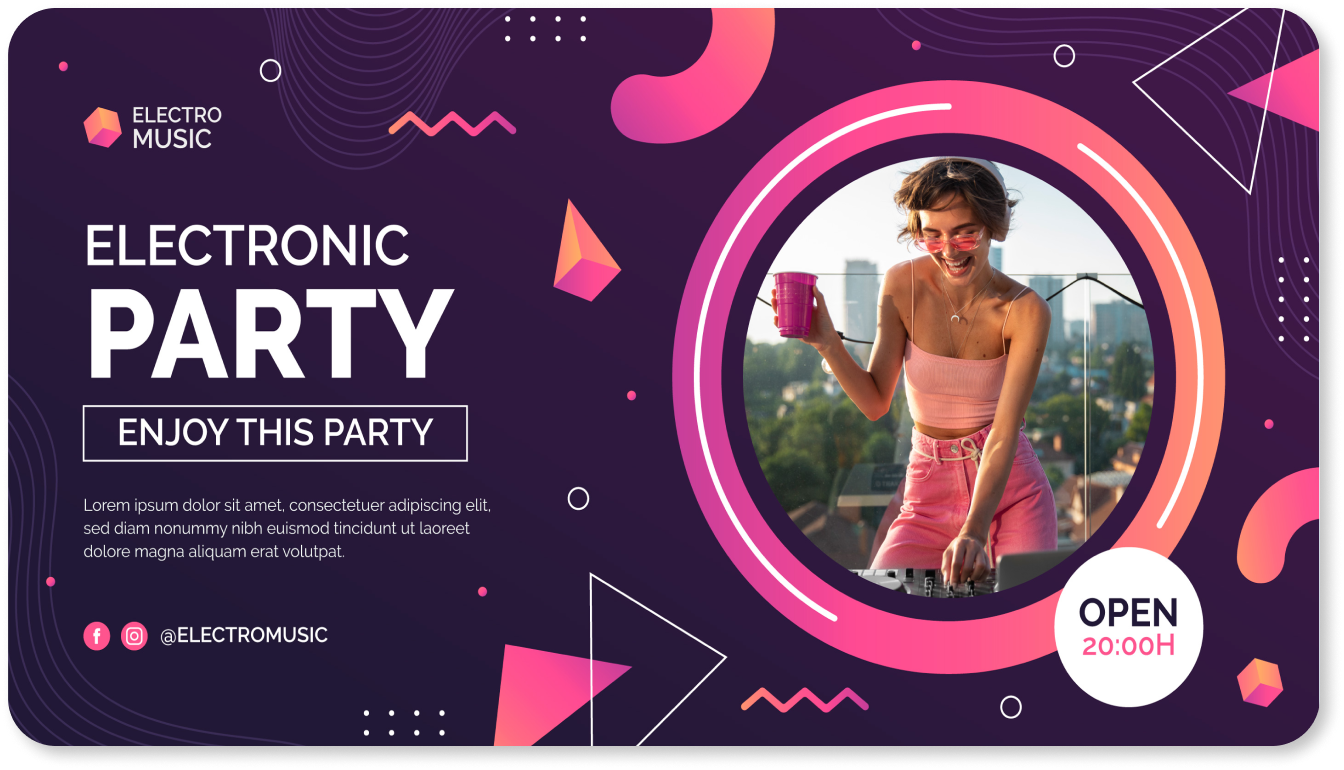 ELECTRO
MUSIC
ELECTRONIC
PARTY
ENJOY THIS PARTY
Lorem ipsum dolor sit amet, consectetuer adipiscing elit,
sed diam nonummy nibh euismod tincidunt ut laoreet
dolore magna aliquam erat volutpat.
@ELECTROMUSIC
OPEN
20:00H